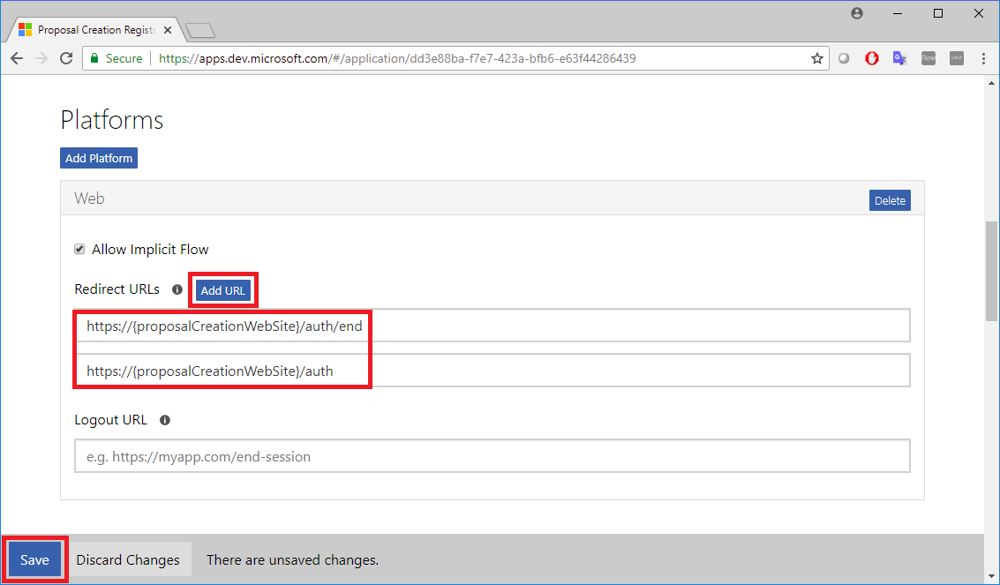 Proposal Creation Registr
Secure
https://apps.dev.microsoft.com/#/application/dd3e88ba-f7e7-423a-bfb6-e63f44286439
Platforms
Add Platform
Web
Delete
Allow Implicit Flow
Redirect URLs
Add URL
https://{proposalCreationWebSite}/auth/end
https://{proposalCreationWebSite}/auth
Logout URL
e.g. https://myapp.com/end-session
Save
Discard Changes
There are unsaved changes.